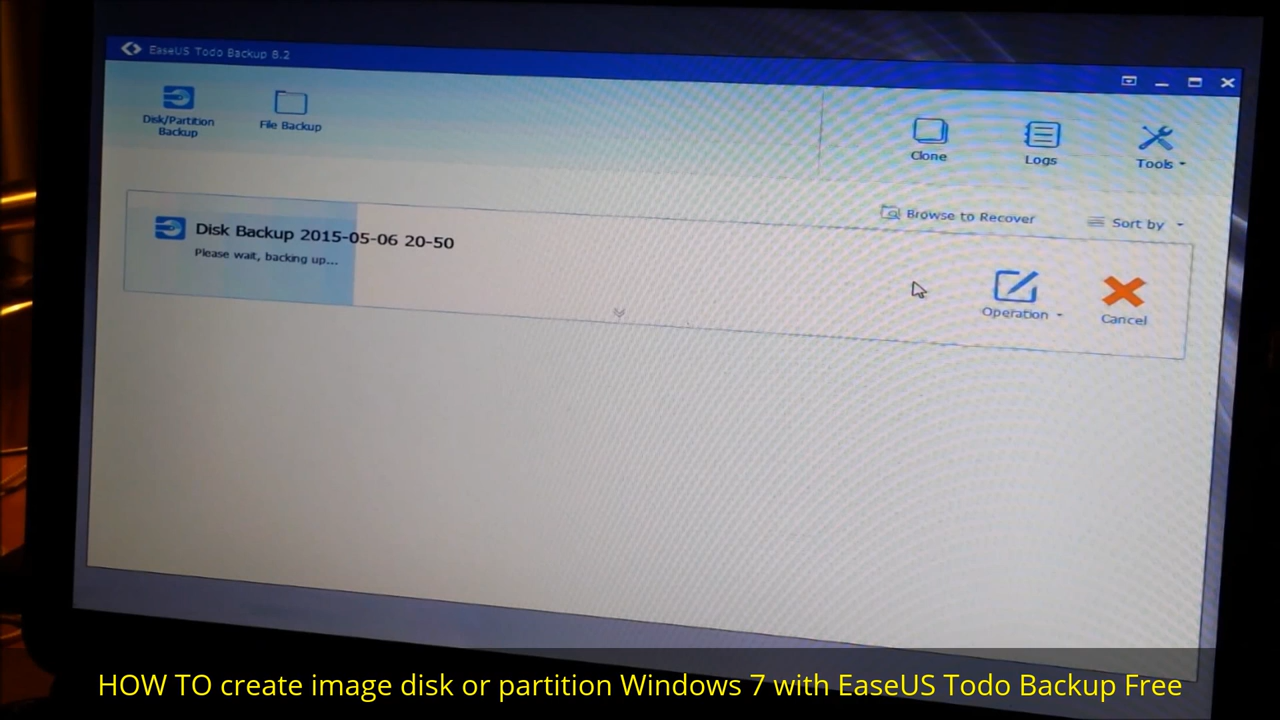 EaseUS Todo Backup 8.2
Disk/Partition
Backup
File Backup
Clone
Logs
Tools
Browse to Recover
Sort by
Disk Backup 2015-05-06 20-50
Please wait, backing up...
Operation
Cancel
HOW TO create image disk or partition Windows 7 with EaseUS Todo Backup Free